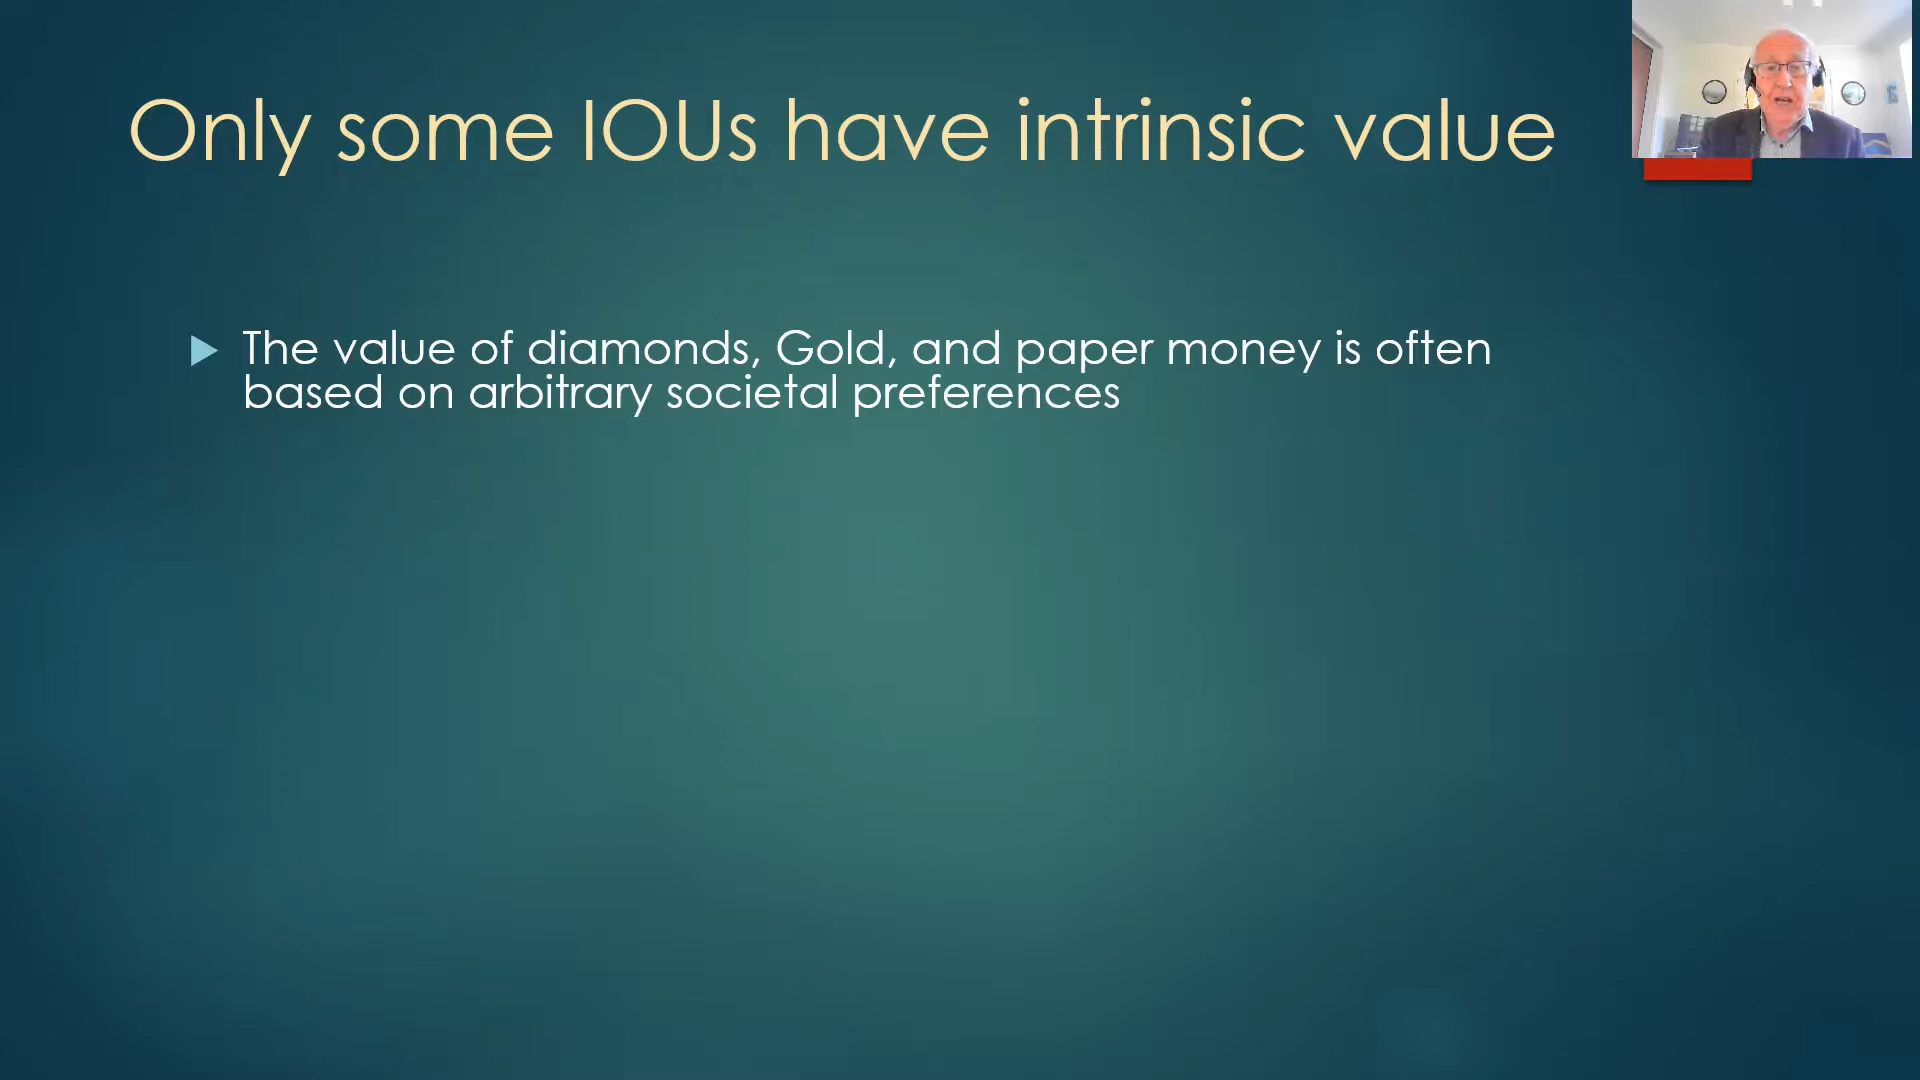 Only some IOUs have intrinsic value
The value of diamonds, Gold, and paper money is often
based on arbitrary societal preferences